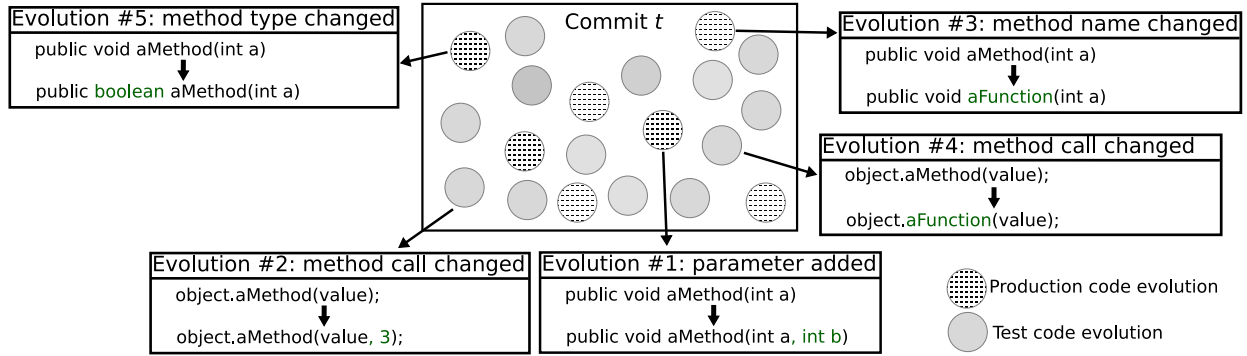 Evolution #5: method type changed
public void aMethod(int a)
public boolean aMethod(int a)
Commit t
Evolution #3: method name changed
public void aMethod(int a)
public void aFunction(int a)
Evolution #4: method call changed
object.aMethod(value);
object.aFunction(value);
Evolution #2: method call changed
object.aMethod(value);
object.aMethod(value, 3);
Evolution #1: parameter added
public void aMethod(int a)
public void aMethod(int a, int b)
Production code evolution
Test code evolution